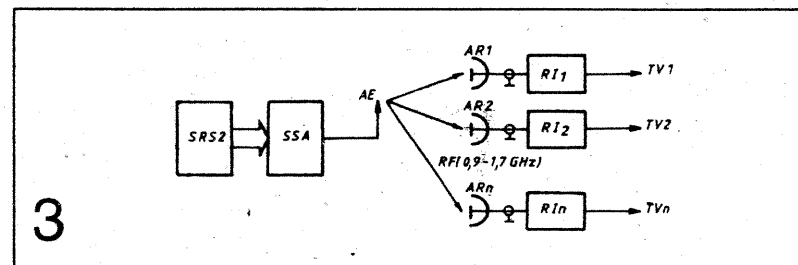 AR1
RI1
TV1
AE
AR2
SRS2
SSA
RI2
TV2
RF(0,9-1,7 GHz)
ARn
RIn
TVn
3